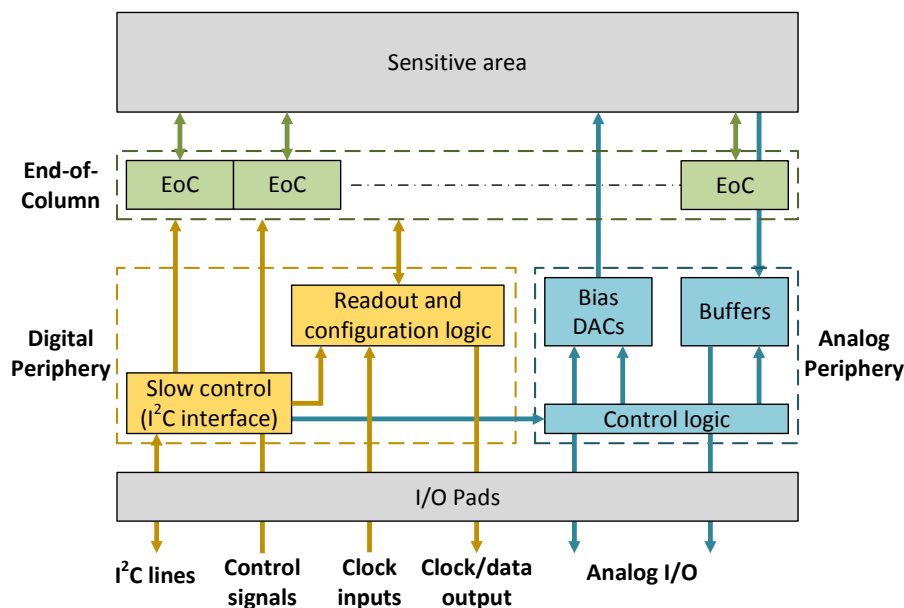 Sensitive area
End-of-
Column
EoC
EoC
EoC
Digital
Periphery
Readout and
configuration logic
Bias
DACs
Buffers
Analog
Periphery
Slow control
(I²C interface)
Control logic
I/O Pads
I²C lines
Control
signals
Clock
inputs
Clock/data
output
Analog I/O